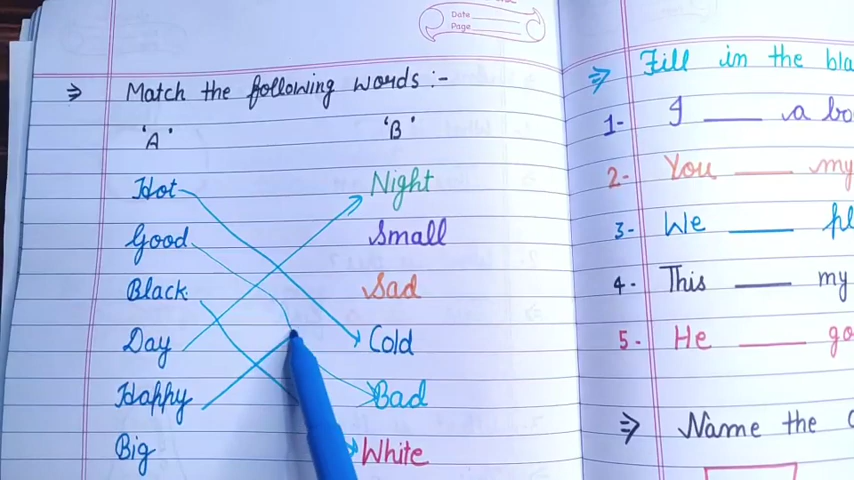 Date
Page
⇒ Match the following words:-
'A' 'B'
Hot Night
Good Small
Black Sad
Day Cold
Happy Bad
Big White
⇒ Fill in the bla
1- I ____ a bo
2- You ____ my
3- We ____ pl
4- This ____ my
5- He ____ go
⇒ Name the